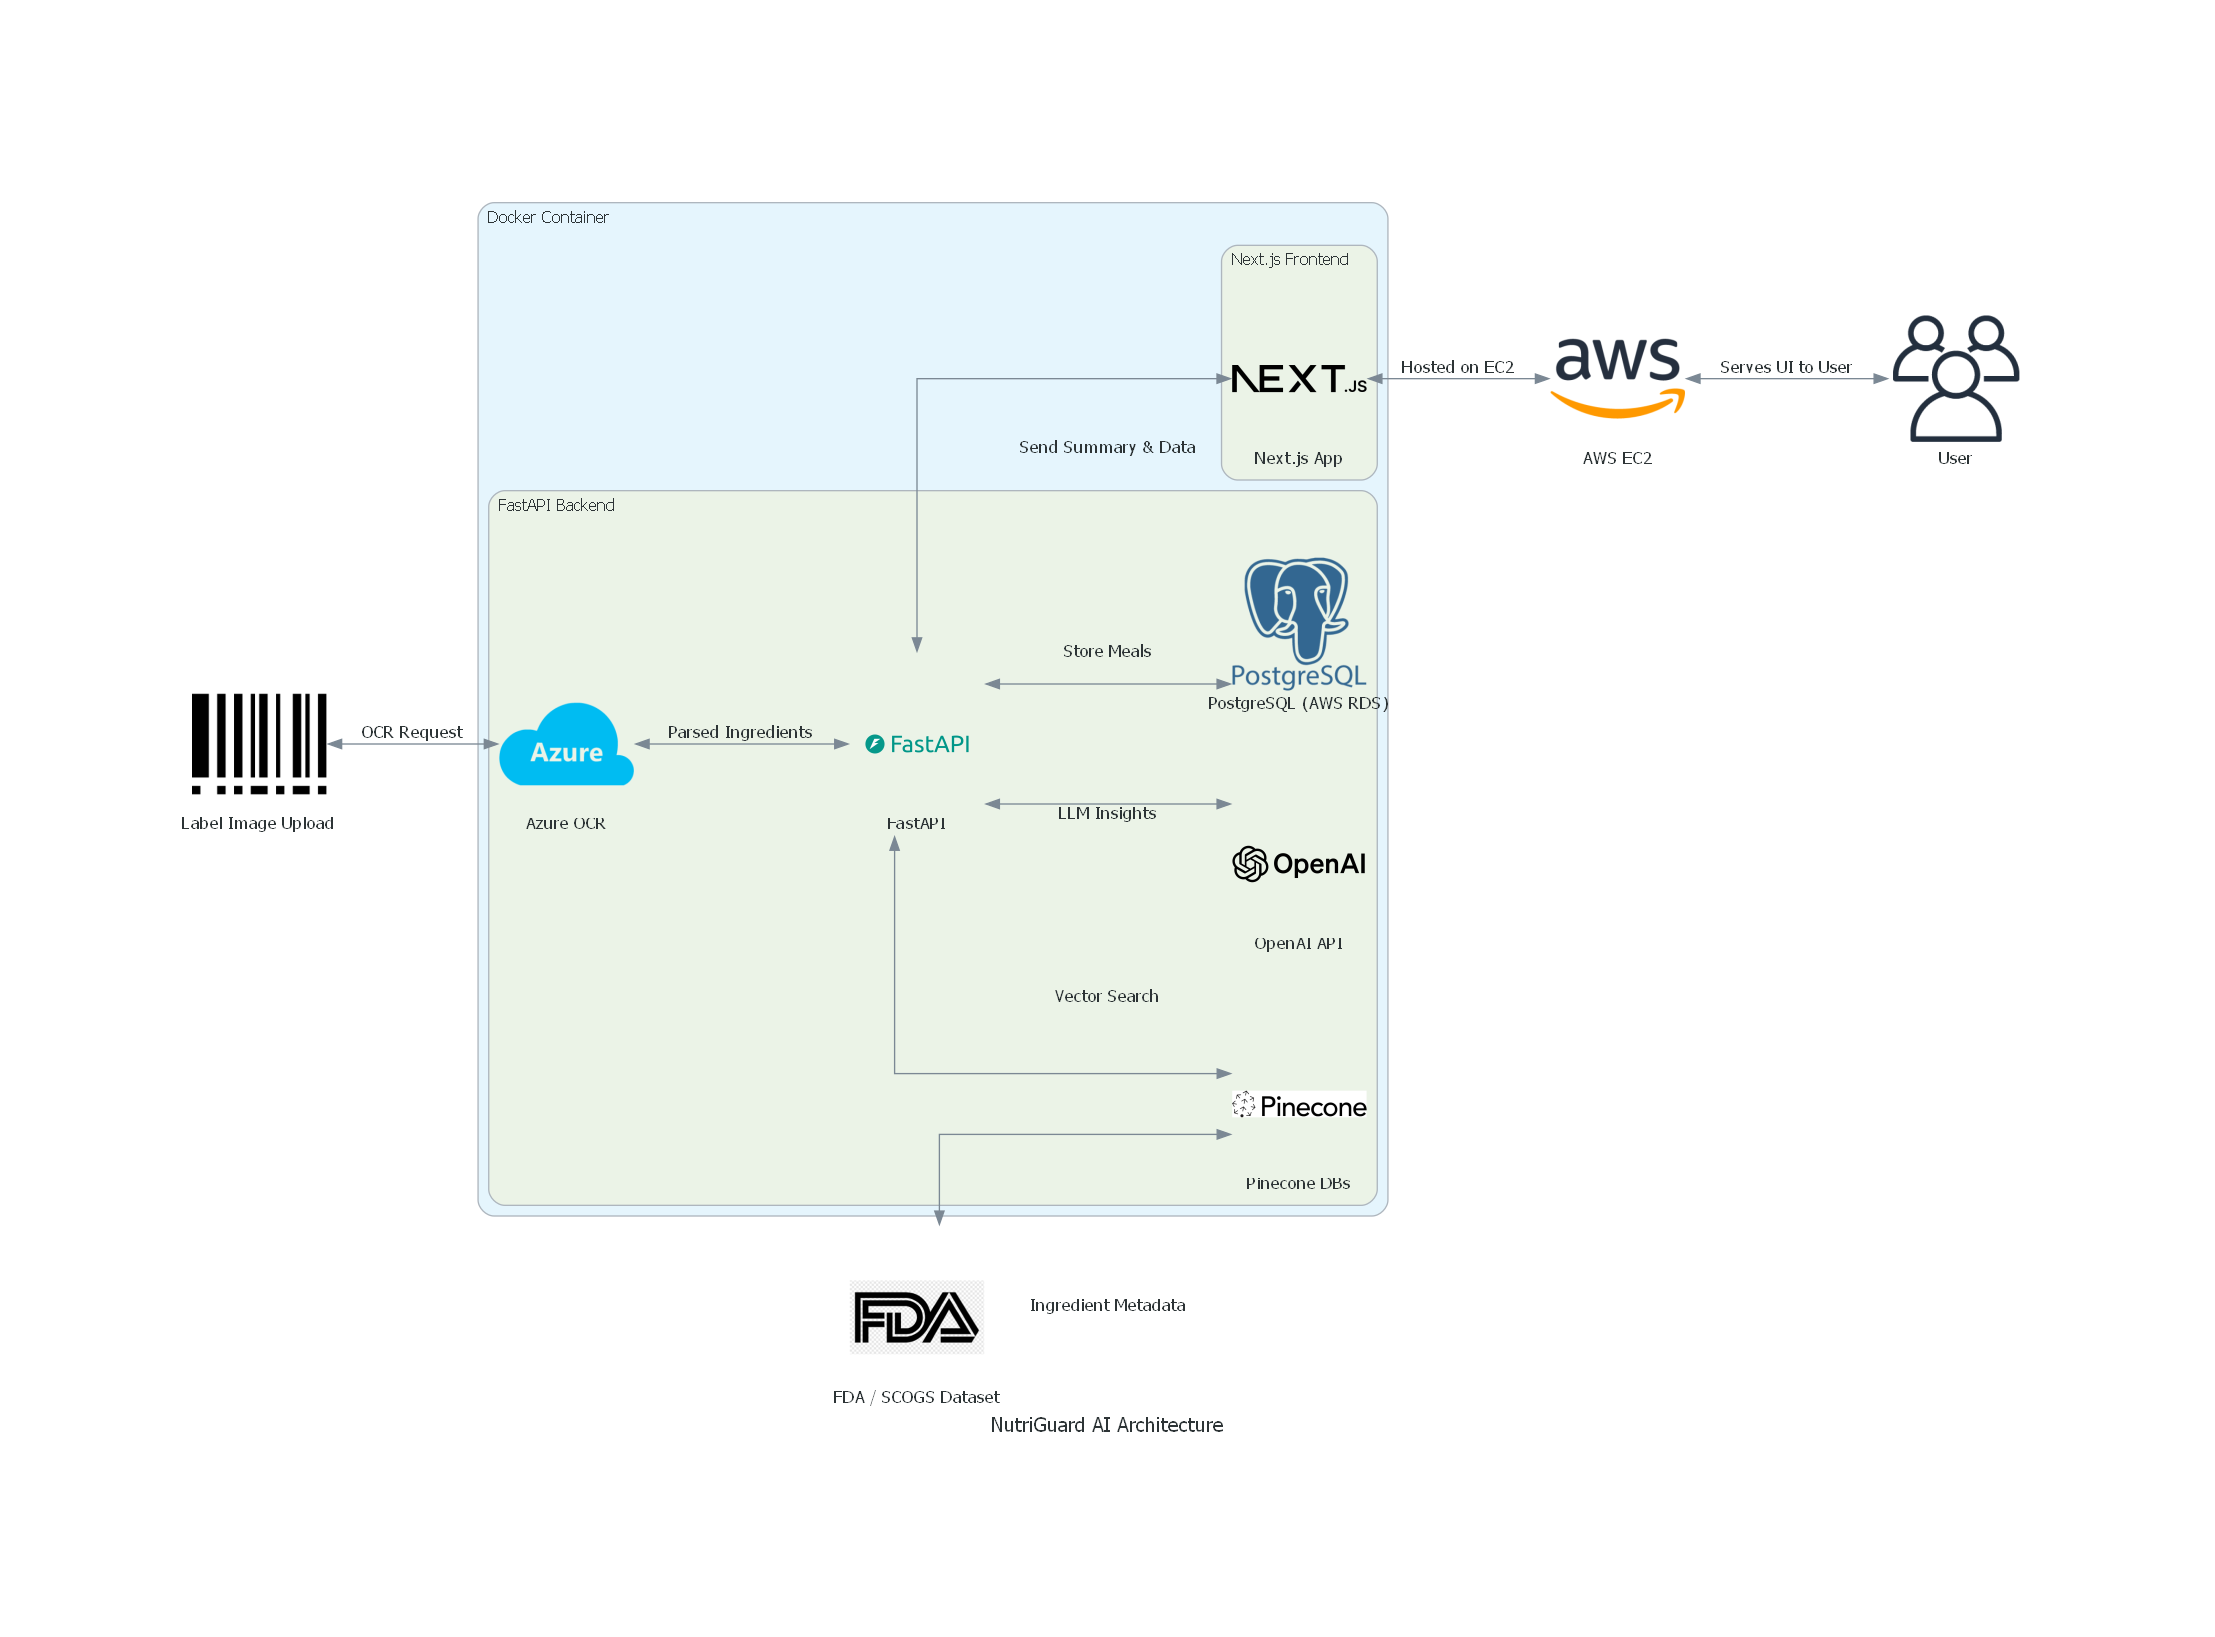 Docker Container
Next.js Frontend
NEXT.JS
Next.js App
Hosted on EC2
aws
AWS EC2
Serves UI to User
User
Send Summary & Data
FastAPI Backend
Store Meals
PostgreSQL
PostgreSQL (AWS RDS)
Label Image Upload
OCR Request
Azure
Azure OCR
Parsed Ingredients
FastAPI
FastAPI
LLM Insights
OpenAI
OpenAI API
Vector Search
Pinecone
Pinecone DBs
FDA
Ingredient Metadata
FDA / SCOGS Dataset
NutriGuard AI Architecture